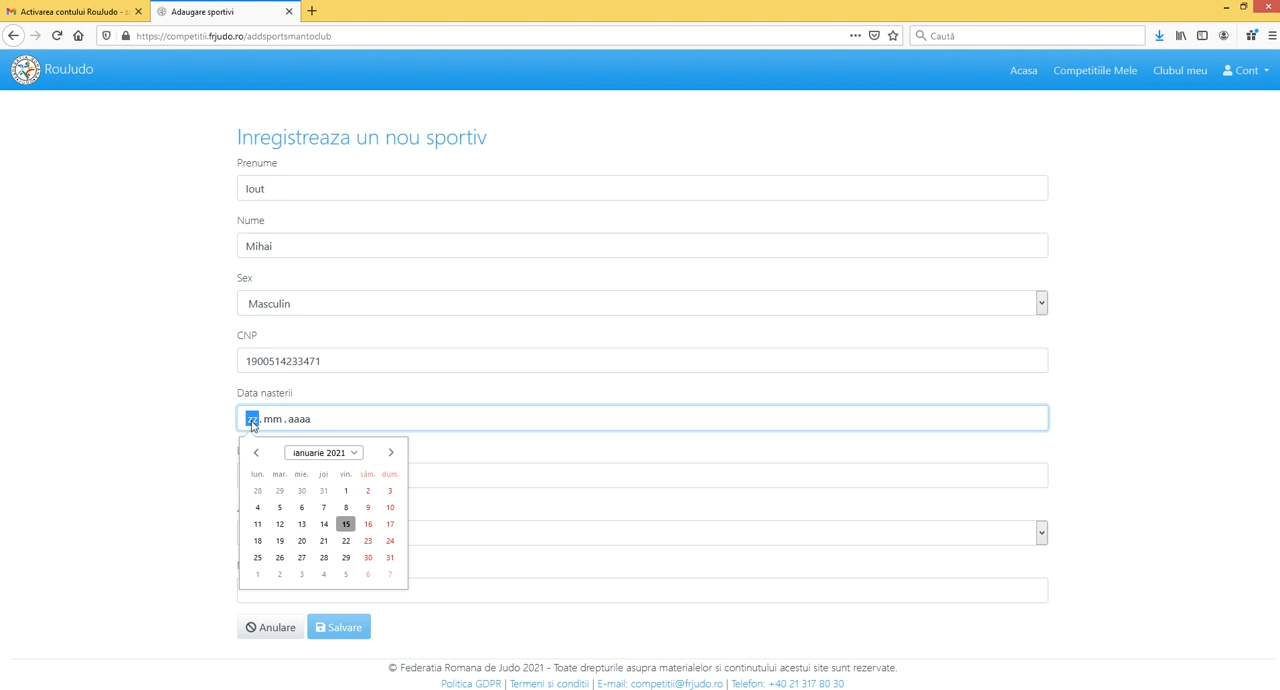 Activarea contului RouJudo - z
Adaugare sportivi
https://competitii.frjudo.ro/addsportsmantoclub
Caută
RouJudo
Acasa
Competitiile Mele
Clubul meu
Cont
Inregistreaza un nou sportiv
Prenume
Iout
Nume
Mihai
Sex
Masculin
CNP
1900514233471
Data nasterii
zz.mm.aaaa
ianuarie 2021
lun. mar. mie. joi vin. sâm. dum.
28 29 30 31 1 2 3
4 5 6 7 8 9 10
11 12 13 14 15 16 17
18 19 20 21 22 23 24
25 26 27 28 29 30 31
1 2 3 4 5 6 7
Anulare
Salvare
© Federatia Romana de Judo 2021 - Toate drepturile asupra materialelor si continutului acestui site sunt rezervate.
Politica GDPR | Termeni si conditii | E-mail: competitii@frjudo.ro | Telefon: +40 21 317 80 30